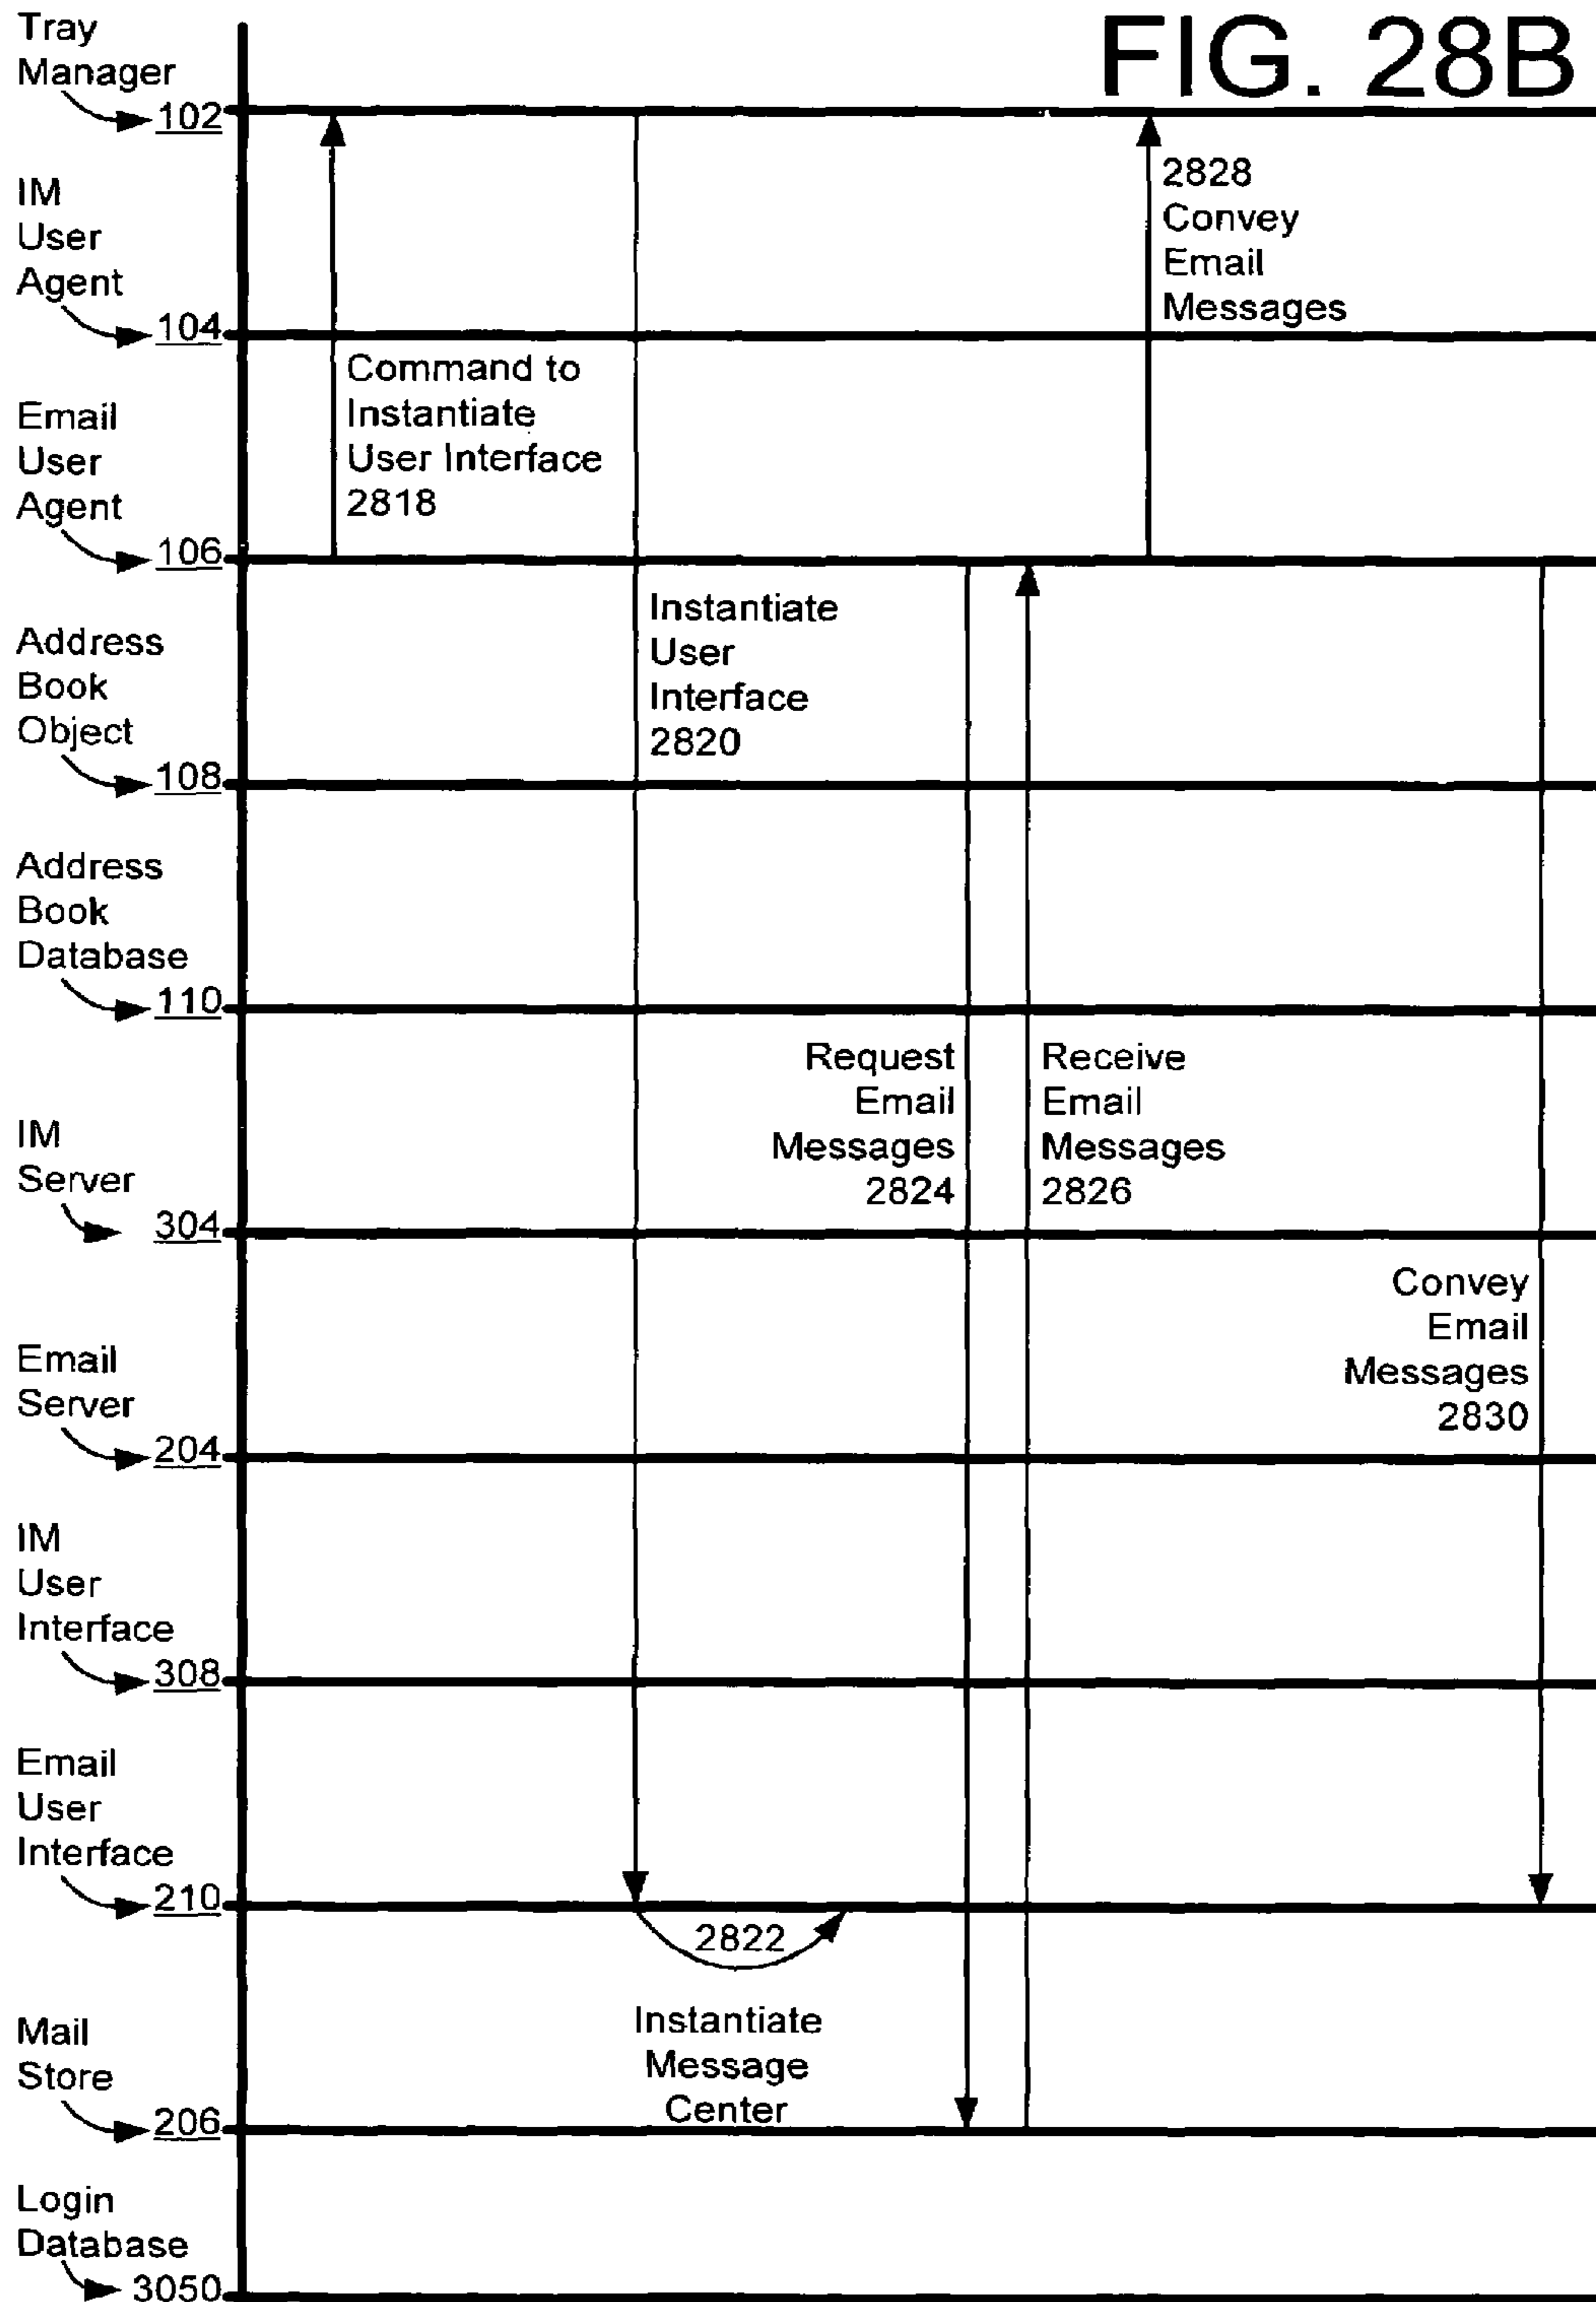 FIG. 28B
Tray
Manager
102
IM
User
Agent
104
Email
User
Agent
106
Address
Book
Object
108
Address
Book
Database
110
IM
Server
304
Email
Server
204
IM
User
Interface
308
Email
User
Interface
210
Mail
Store
206
Login
Database
3050
Command to
Instantiate
User Interface
2818
Instantiate
User
Interface
2820
2822
Instantiate
Message
Center
Request
Email
Messages
2824
Receive
Email
Messages
2826
2828
Convey
Email
Messages
Convey
Email
Messages
2830